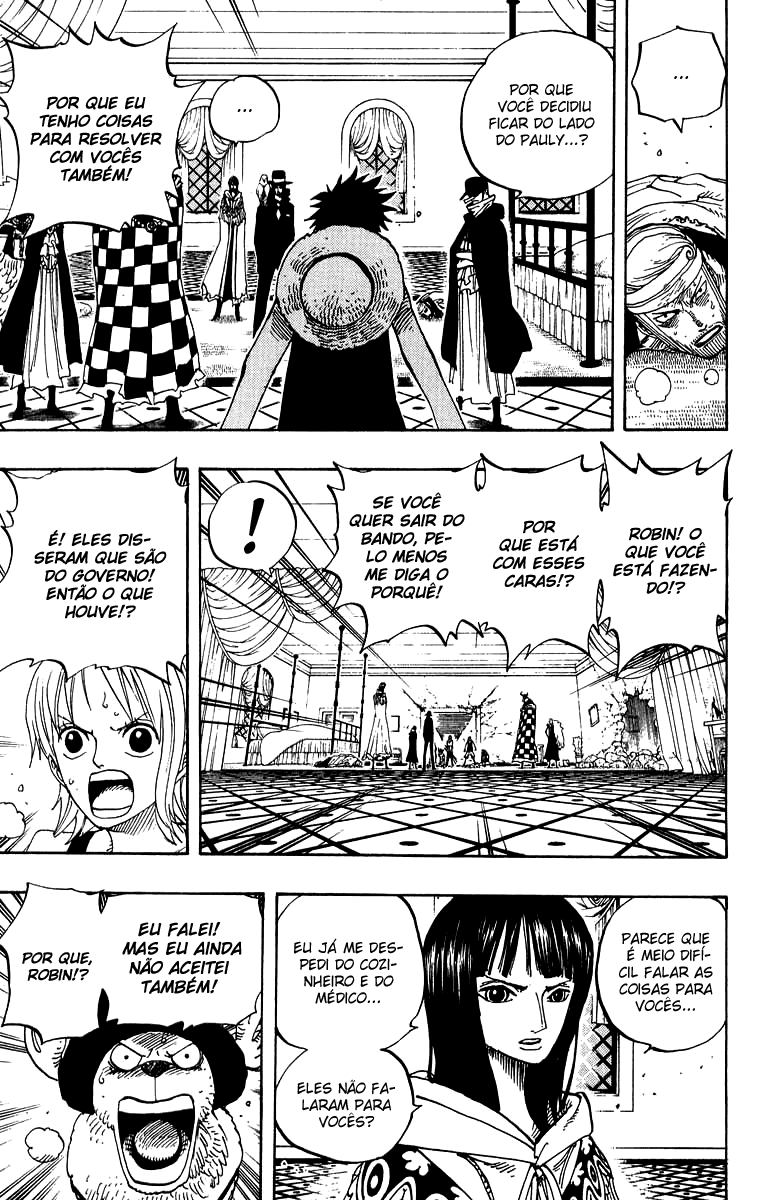 ...
POR QUE
VOCÊ DECIDIU
FICAR DO LADO
DO PAULY...?
...
POR QUE EU
TENHO COISAS
PARA RESOLVER
COM VOCÊS
TAMBÉM!
ROBIN! O
QUE VOCÊ
ESTÁ FAZEN-
DO!?
POR
QUE ESTÁ
COM ESSES
CARAS!?
SE VOCÊ
QUER SAIR DO
BANDO, PE-
LO MENOS
ME DIGA O
PORQUÊ!
!
É! ELES DIS-
SERAM QUE SÃO
DO GOVERNO!
ENTÃO O QUE
HOUVE!?
PARECE QUE
É MEIO DIFÍ-
CIL FALAR AS
COISAS PARA
VOCÊS...
EU JÁ ME DES-
PEDI DO COZI-
NHEIRO E DO
MÉDICO...
ELES NÃO FA-
LARAM PARA
VOCÊS?
EU FALEI!
MAS EU AINDA
NÃO ACEITEI
TAMBÉM!
POR QUE,
ROBIN!?